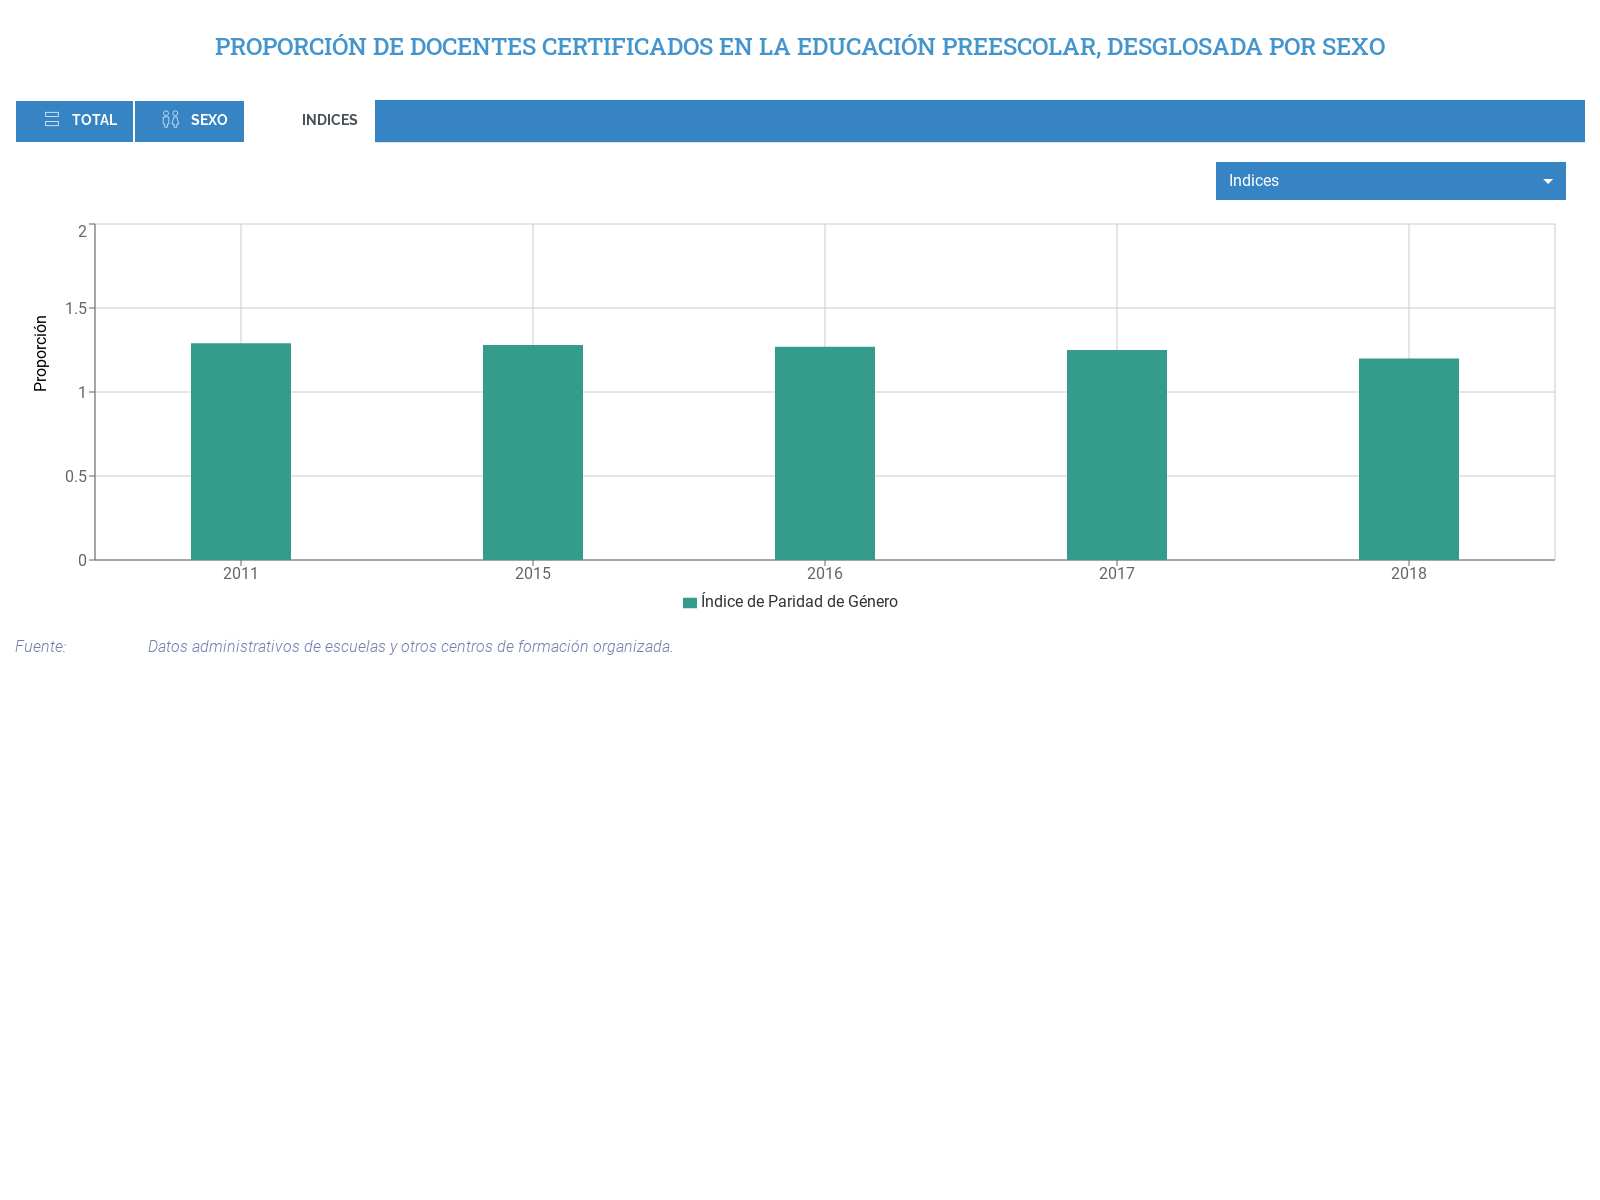 PROPORCIÓN DE DOCENTES CERTIFICADOS EN LA EDUCACIÓN PREESCOLAR, DESGLOSADA POR SEXO
TOTAL SEXO INDICES
Indices
2
1.5
1
0.5
0
Proporción
2011 2015 2016 2017 2018
Índice de Paridad de Género
Fuente: Datos administrativos de escuelas y otros centros de formación organizada.